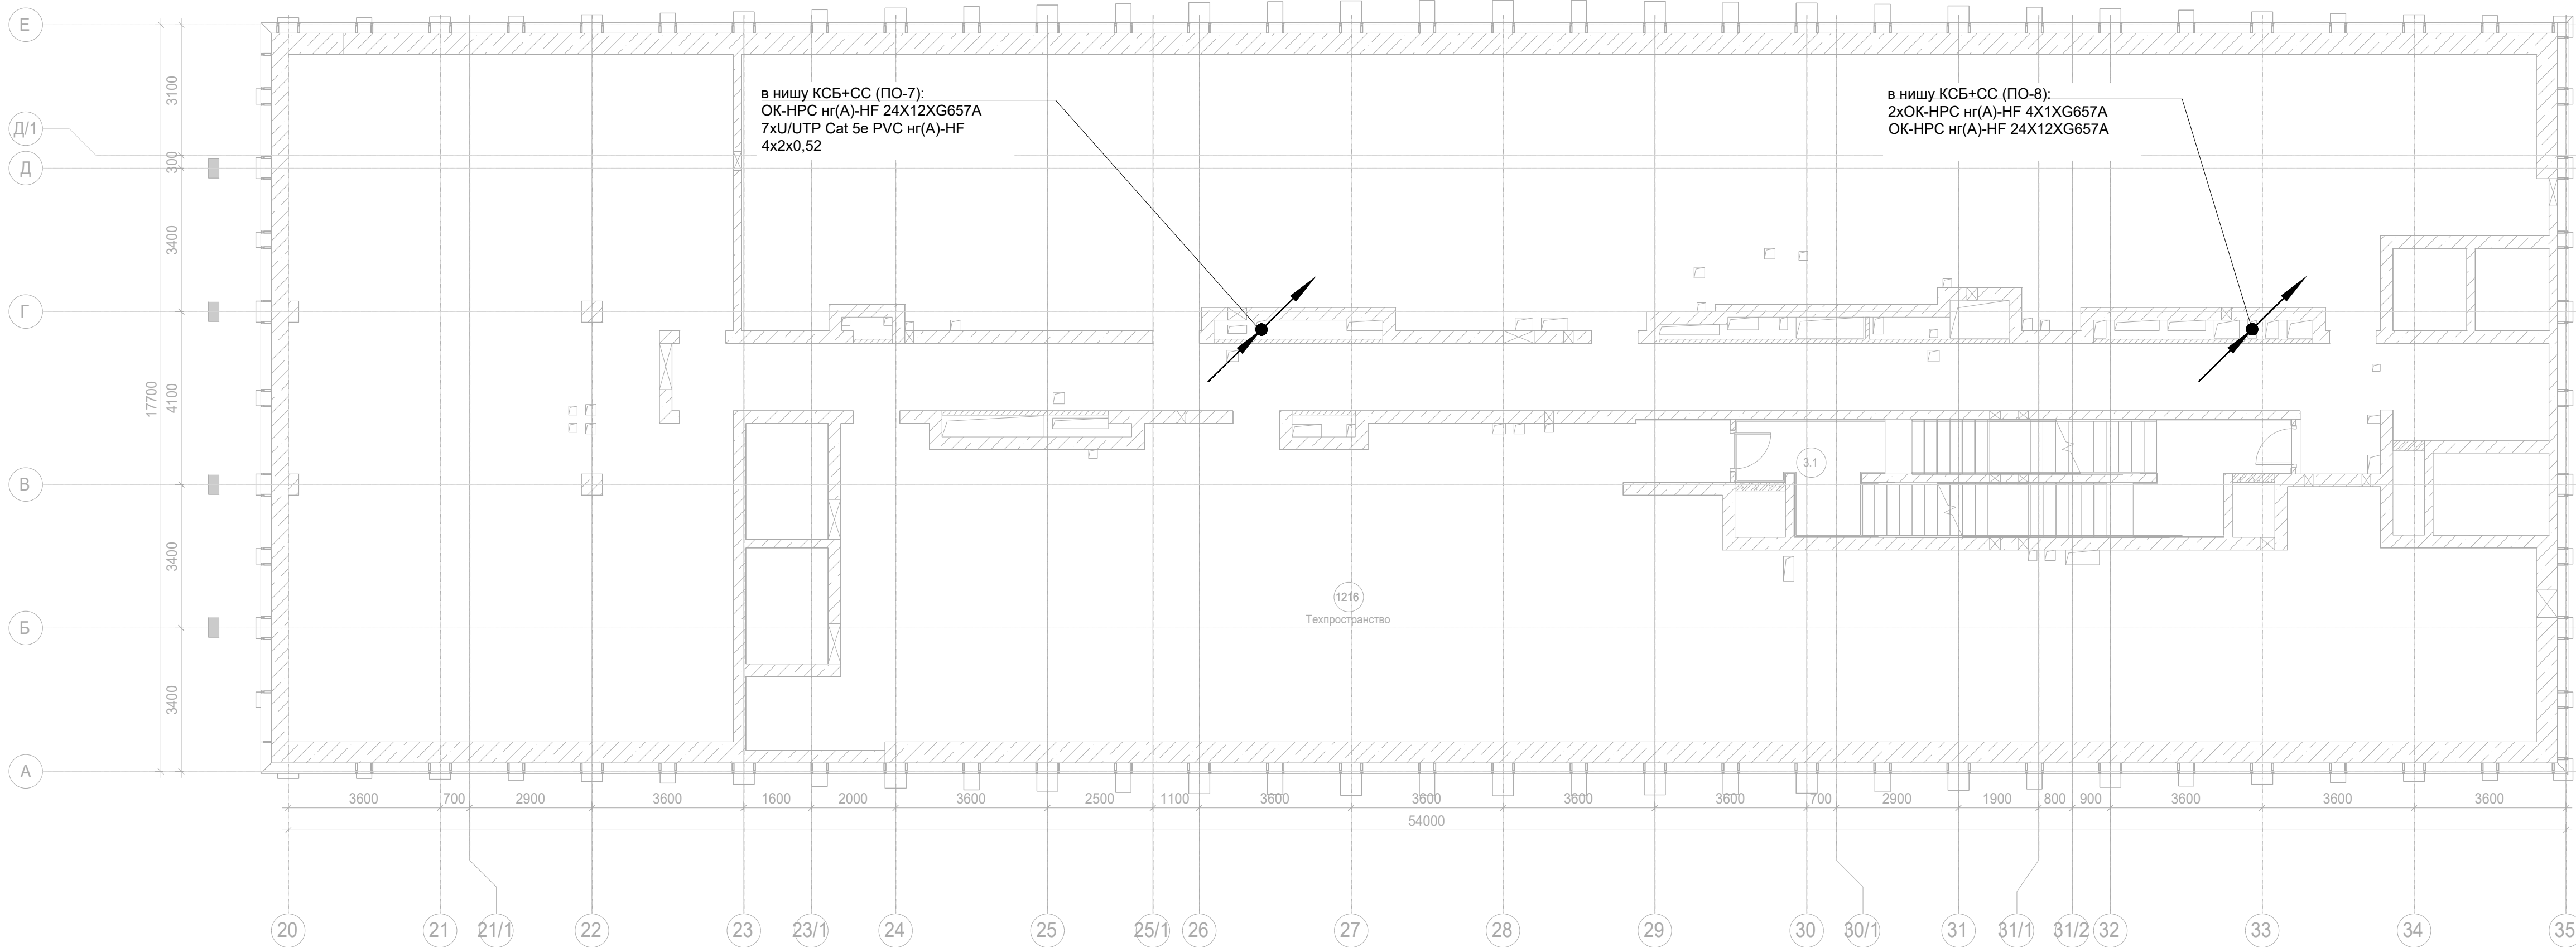 Е
Д/1
Д
Г
В
Б
А
3100
300
3400
4100
3400
3400
17700
в нишу КСБ+СС (ПО-7):
ОК-НРС нг(А)-HF 24X12XG657A
7xU/UTP Cat 5e PVC нг(А)-HF
4x2x0,52
в нишу КСБ+СС (ПО-8):
2хОК-НРС нг(А)-HF 4X1XG657A
ОК-НРС нг(А)-HF 24X12XG657A
3.1
1216
Техпространство
3600 700 2900 3600 1600 2000 3600 2500 1100 3600 3600 3600 3600 700 2900 1900 800 900 3600 3600 3600
54000
20 21 21/1 22 23 23/1 24 25 25/1 26 27 28 29 30 30/1 31 31/1 31/2 32 33 34 35